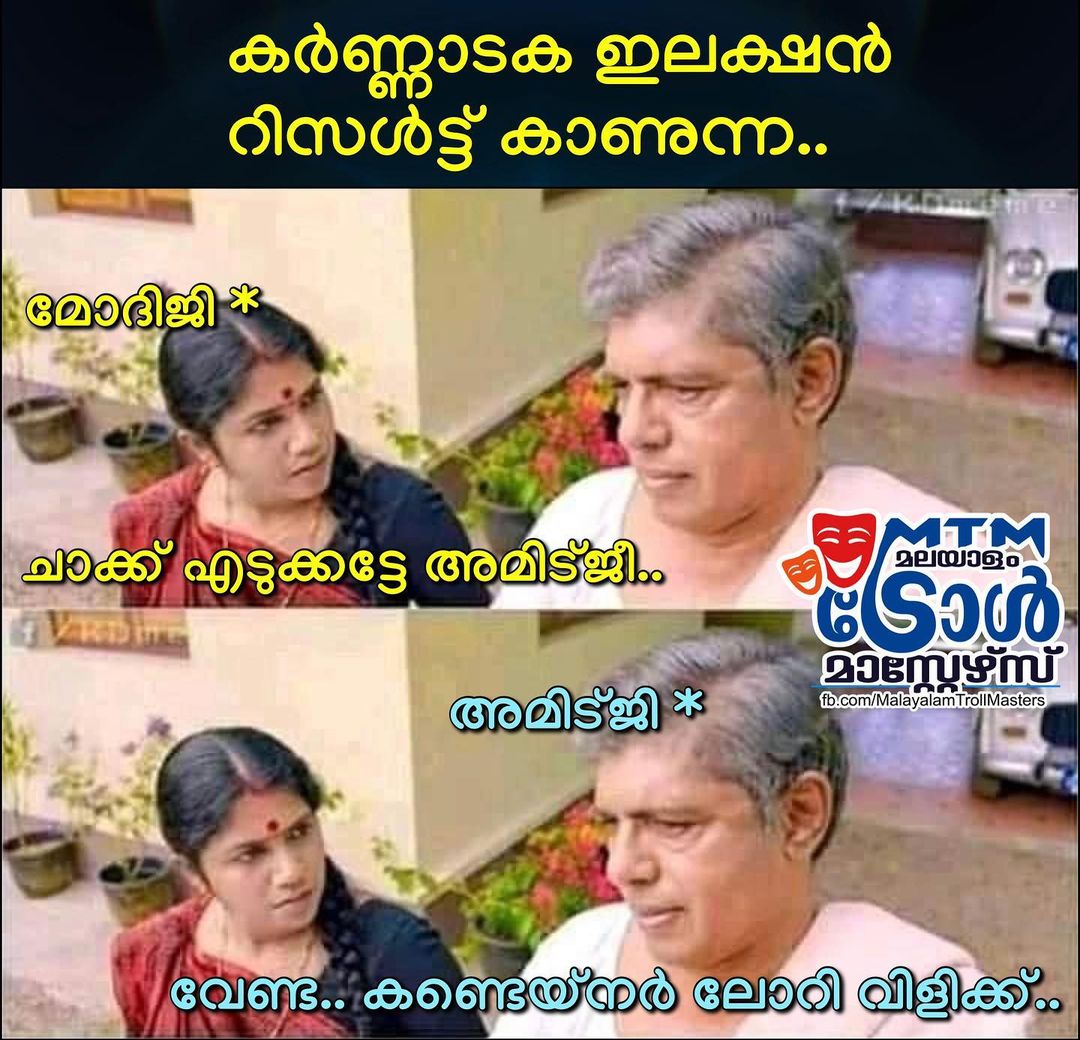 കർണ്ണാടക ഇലക്ഷൻ
റിസൾട്ട് കാണുന്ന..
മോദിജി *
ചാക്ക് എടുക്കട്ടേ അമിട്ജീ..
MTM
മലയാളം
ട്രോൾ
മാസ്റ്റേഴ്സ്
fb.com/MalayalamTrollMasters
അമിട്ജി *
വേണ്ട.. കണ്ടെയ്നർ ലോറി വിളിക്ക്..